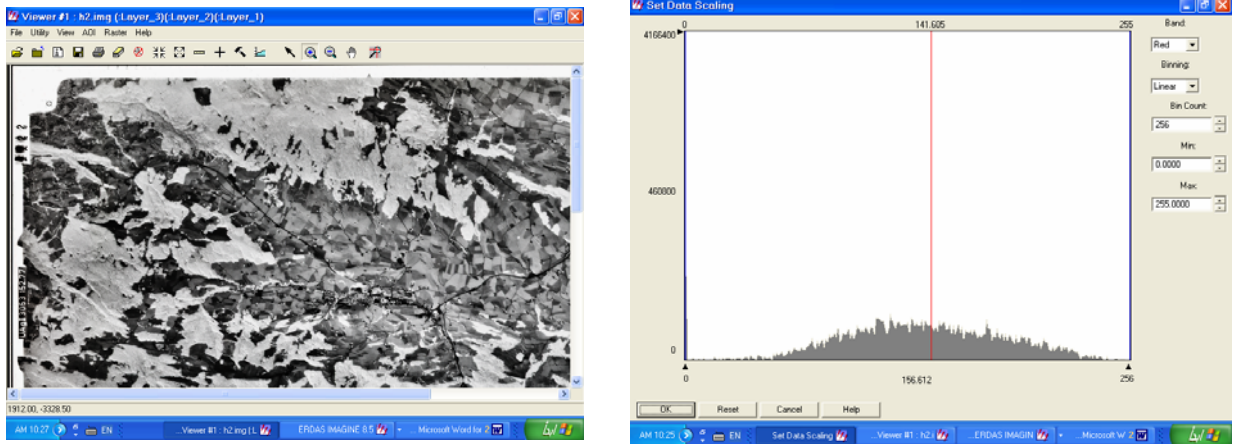 Viewer #1 : h2.img (:Layer_3)(:Layer_2)(:Layer_1)
File Utility View AOI Raster Help
1912.00, -3328.50
AM 10:27 EN ...Viewer #1 : h2.img (:L ERDAS IMAGINE 8.5 ... Microsoft Word for 2 ابدأ
Set Data Scaling
0 141.605 255
4166400
460800
0
0 156.612 256
Band:
Red
Binning:
Linear
Bin Count:
256
Min:
0.0000
Max:
255.0000
OK Reset Cancel Help
AM 10:25 EN Set Data Scaling ...Viewer #1 : h2.i ...ERDAS IMAGIN ...Microsoft W 2 ابدأ